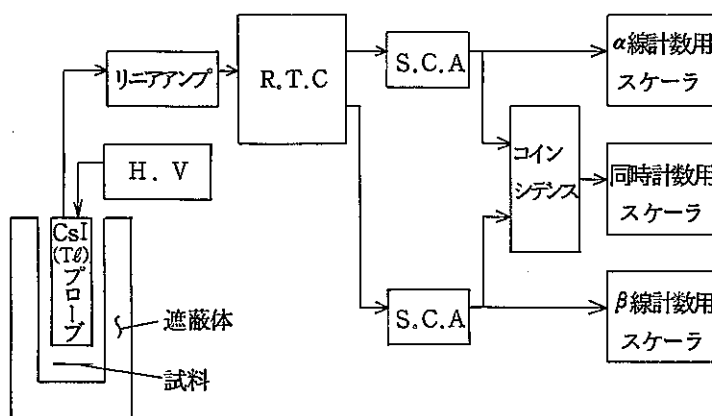 リニアアンプ
H. V
R.T.C
S.C.A
S.C.A
コイン
シデンス
α線計数用
スケーラ
同時計数用
スケーラ
β線計数用
スケーラ
CsI
(Tℓ)
プローブ
遮蔽体
試料